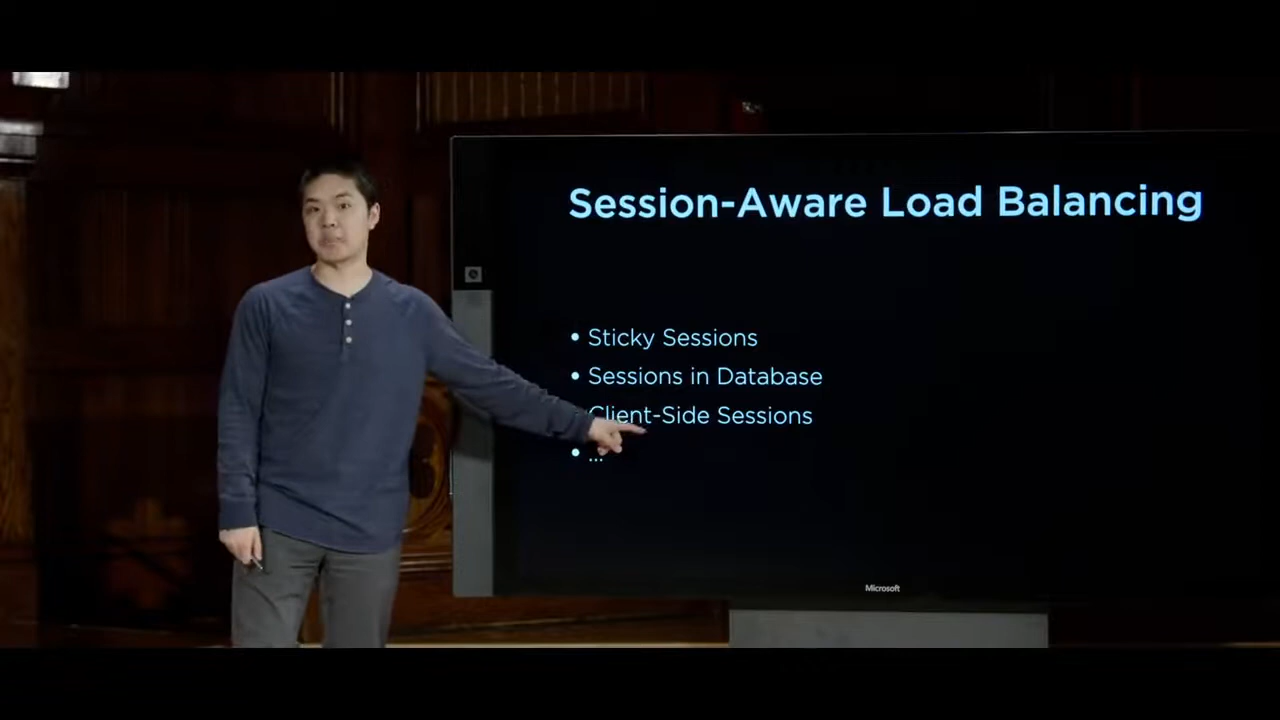 Session-Aware Load Balancing
• Sticky Sessions
• Sessions in Database
Client-Side Sessions
• ...
Microsoft